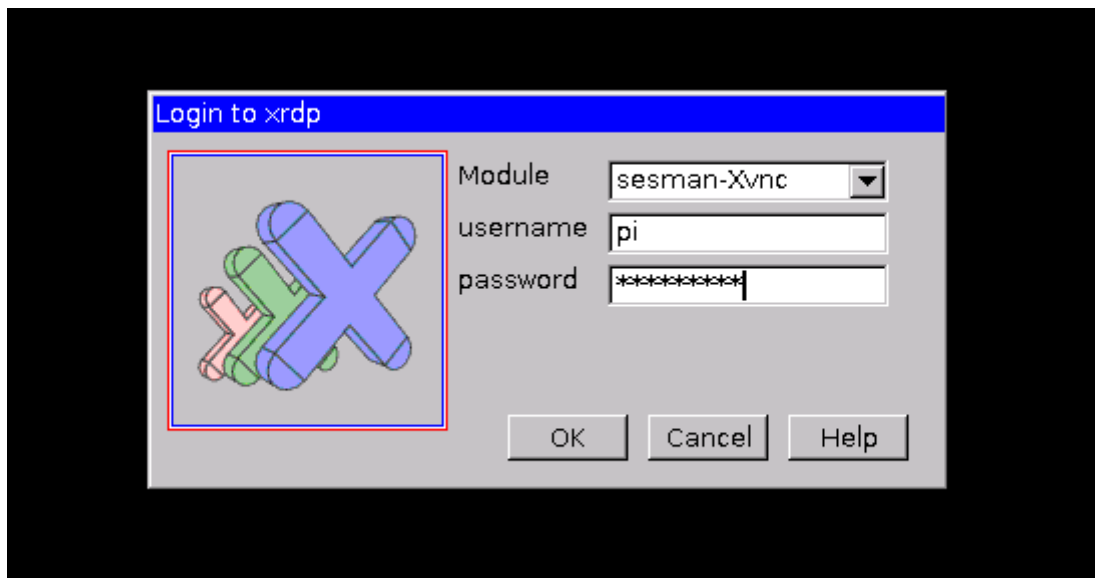 Login to xrdp
Module sesman-Xvnc
username pi
password *********
OK Cancel Help